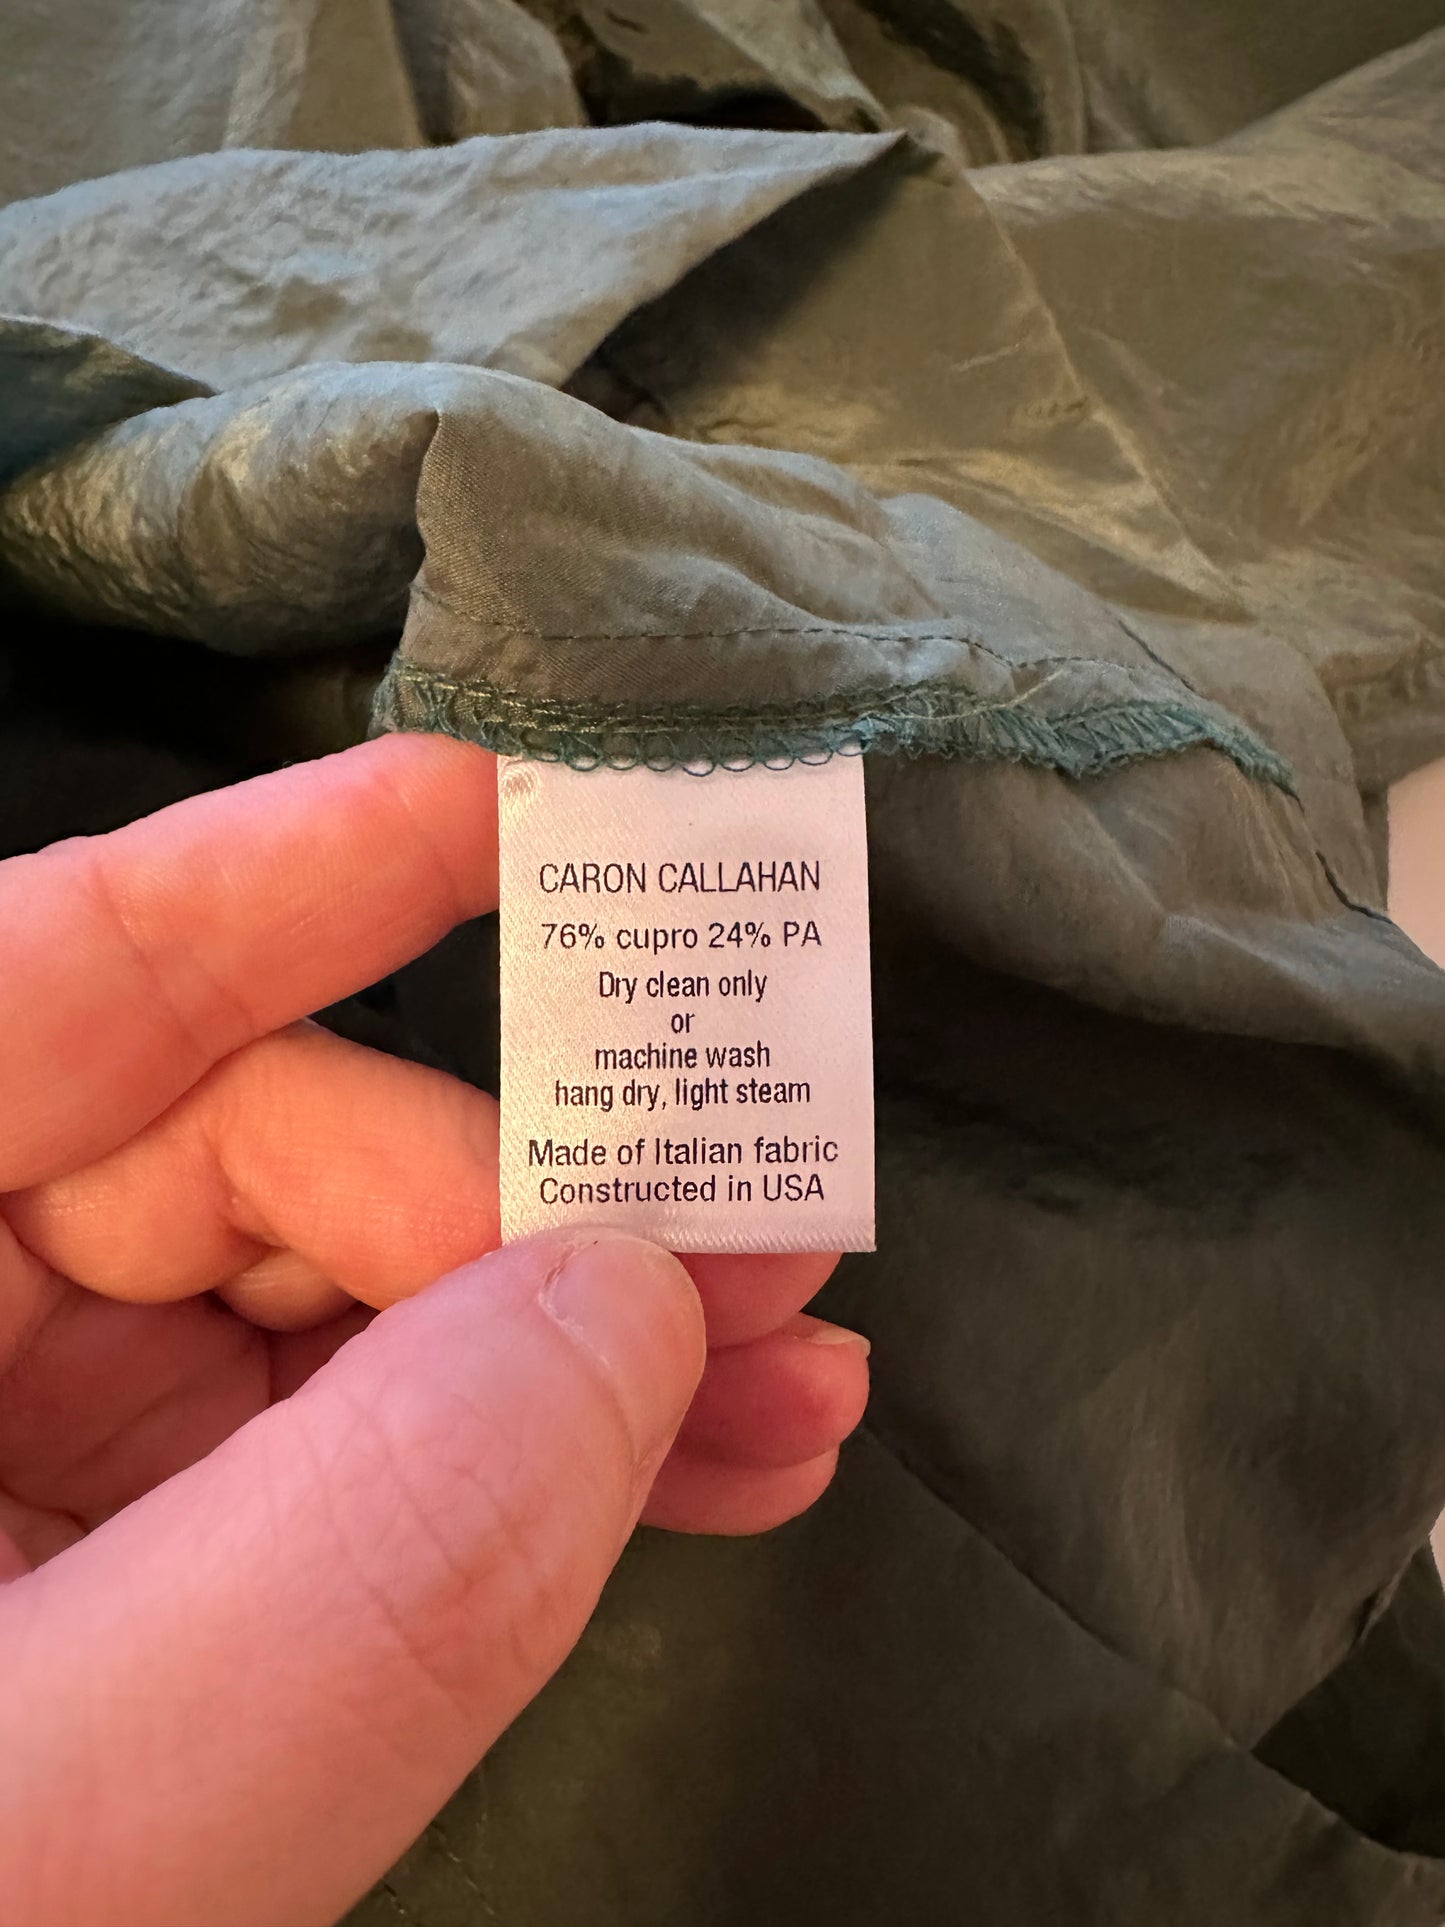 CARON CALLAHAN
76% cupro 24% PA
Dry clean only
or
machine wash
hang dry, light steam
Made of Italian fabric
Constructed in USA